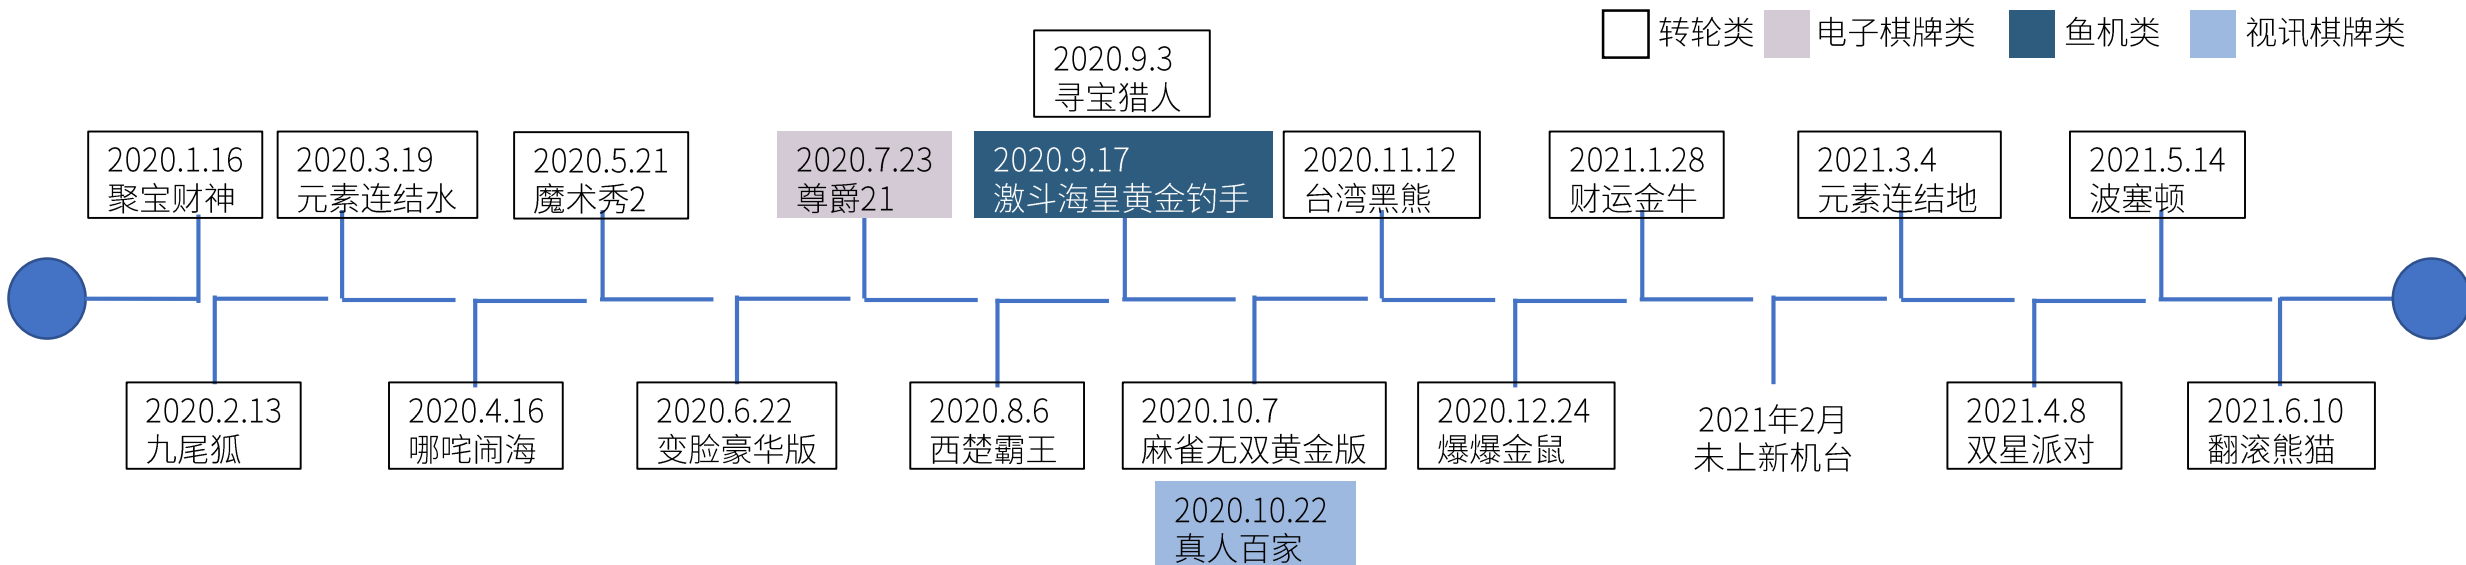 转轮类
电子棋牌类
鱼机类
视讯棋牌类
2020.9.3
寻宝猎人
2020.1.16
聚宝财神
2020.3.19
元素连结水
2020.5.21
魔术秀2
2020.7.23
尊爵21
2020.9.17
激斗海皇黄金钓手
2020.11.12
台湾黑熊
2021.1.28
财运金牛
2021.3.4
元素连结地
2021.5.14
波塞顿
2020.2.13
九尾狐
2020.4.16
哪咤闹海
2020.6.22
变脸豪华版
2020.8.6
西楚霸王
2020.10.7
麻雀无双黄金版
2020.12.24
爆爆金鼠
2021年2月
未上新机台
2021.4.8
双星派对
2021.6.10
翻滚熊猫
2020.10.22
真人百家